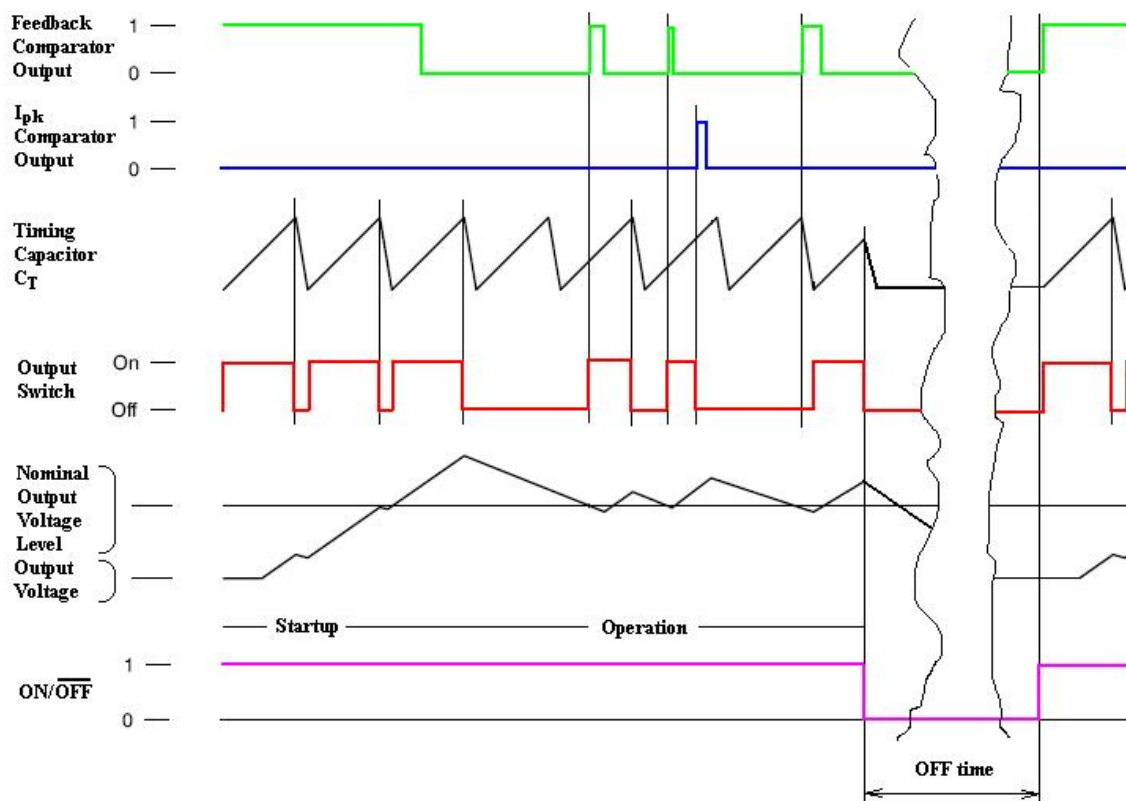 Feedback
Comparator
Output
1
0
Ipk
Comparator
Output
1
0
Timing
Capacitor
CT
Output
Switch
On
Off
Nominal
Output
Voltage
Level
Output
Voltage
Startup
Operation
ON/OFF
1
0
OFF time